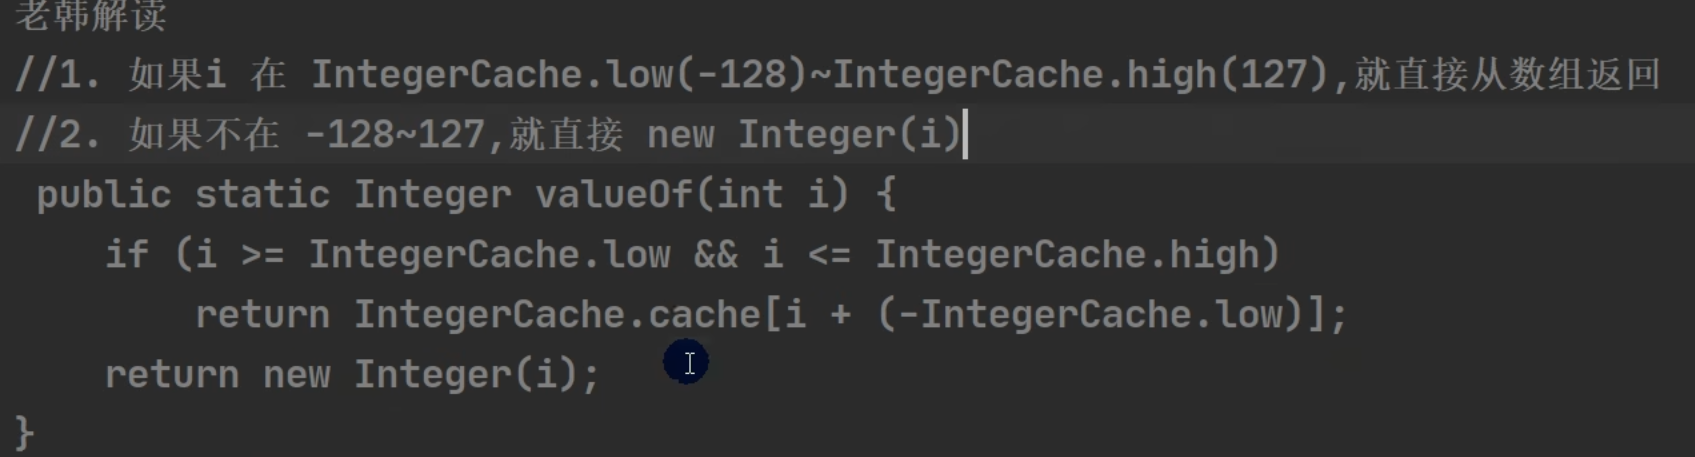 老韩解读
//1. 如果i 在 IntegerCache.low(-128)~IntegerCache.high(127),就直接从数组返回
//2. 如果不在 -128~127,就直接 new Integer(i)
public static Integer valueOf(int i) {
if (i >= IntegerCache.low && i <= IntegerCache.high)
return IntegerCache.cache[i + (-IntegerCache.low)];
return new Integer(i);
}